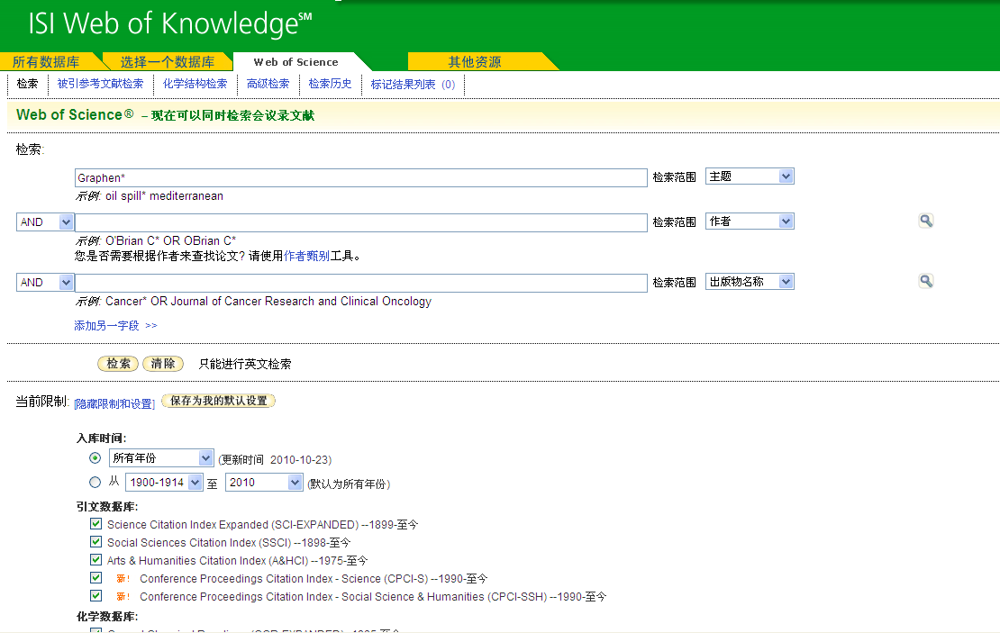 ISI Web of Knowledge℠
所有数据库 选择一个数据库 Web of Science 其他资源
检索 被引参考文献检索 化学结构检索 高级检索 检索历史 标记结果列表 (0)
Web of Science® – 现在可以同时检索会议录文献
检索:
Graphen* 检索范围 主题
示例: oil spill* mediterranean
AND 检索范围 作者
示例: O'Brian C* OR OBrian C*
您是否需要根据作者来查找论文? 请使用作者甄别工具。
AND 检索范围 出版物名称
示例: Cancer* OR Journal of Cancer Research and Clinical Oncology
添加另一字段 >>
检索 清除 只能进行英文检索
当前限制: [隐藏限制和设置] 保存为我的默认设置
入库时间:
所有年份 (更新时间 2010-10-23)
从 1900-1914 至 2010 (默认为所有年份)
引文数据库:
Science Citation Index Expanded (SCI-EXPANDED) --1899-至今
Social Sciences Citation Index (SSCI) --1898-至今
Arts & Humanities Citation Index (A&HCI) --1975-至今
新! Conference Proceedings Citation Index - Science (CPCI-S) --1990-至今
新! Conference Proceedings Citation Index - Social Science & Humanities (CPCI-SSH) --1990-至今
化学数据库: